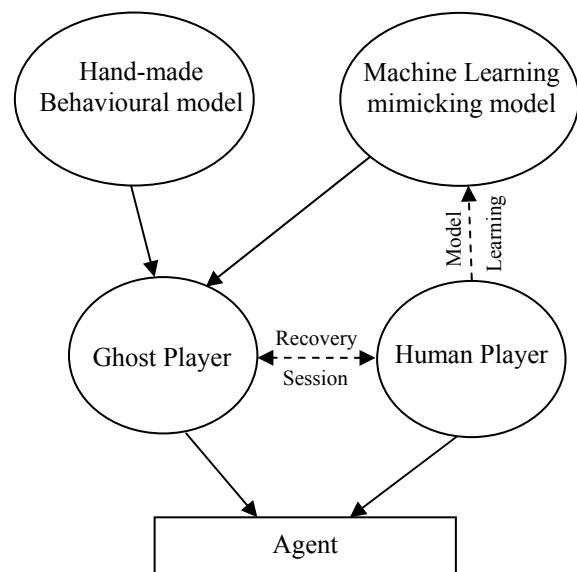 Hand-made
Behavioural model
Machine Learning
mimicking model
Model
Learning
Ghost Player
Recovery
Session
Human Player
Agent